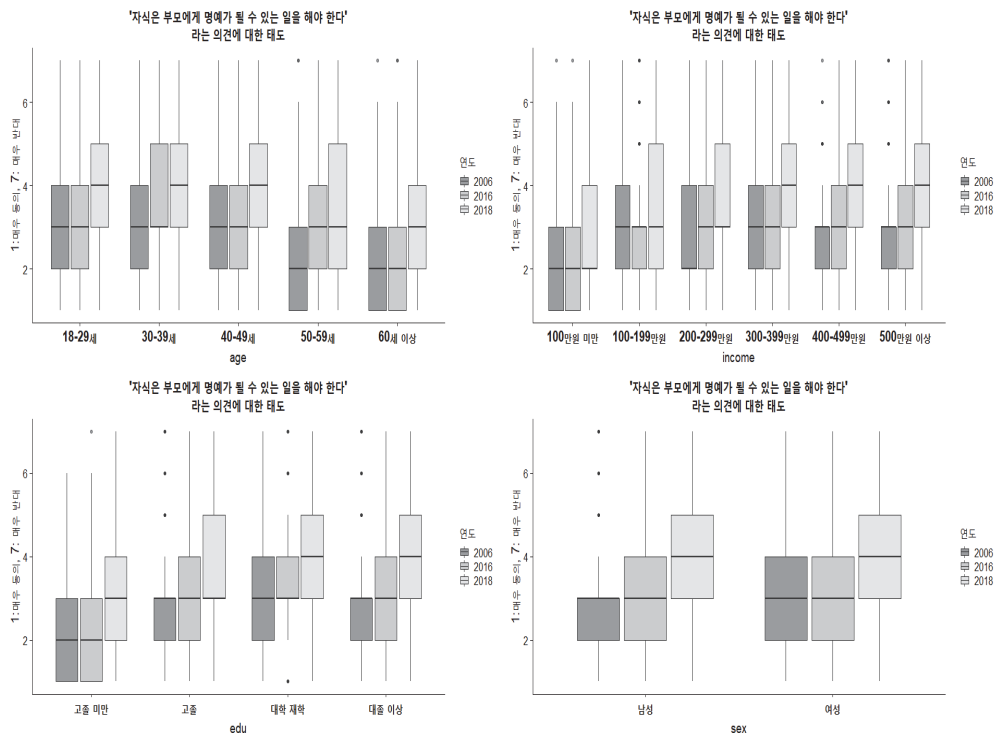 '자식은 부모에게 명예가 될 수 있는 일을 해야 한다'
라는 의견에 대한 태도
1:매우 동의, 7: 매우 반대
6
4
2
18-29세 30-39세 40-49세 50-59세 60세 이상
age
연도
2006
2016
2018
'자식은 부모에게 명예가 될 수 있는 일을 해야 한다'
라는 의견에 대한 태도
1:매우 동의, 7: 매우 반대
6
4
2
100만원 미만 100-199만원 200-299만원 300-399만원 400-499만원 500만원 이상
income
연도
2006
2016
2018
'자식은 부모에게 명예가 될 수 있는 일을 해야 한다'
라는 의견에 대한 태도
1:매우 동의, 7: 매우 반대
6
4
2
고졸 미만 고졸 대학 재학 대졸 이상
edu
연도
2006
2016
2018
'자식은 부모에게 명예가 될 수 있는 일을 해야 한다'
라는 의견에 대한 태도
1:매우 동의, 7: 매우 반대
6
4
2
남성 여성
sex
연도
2006
2016
2018